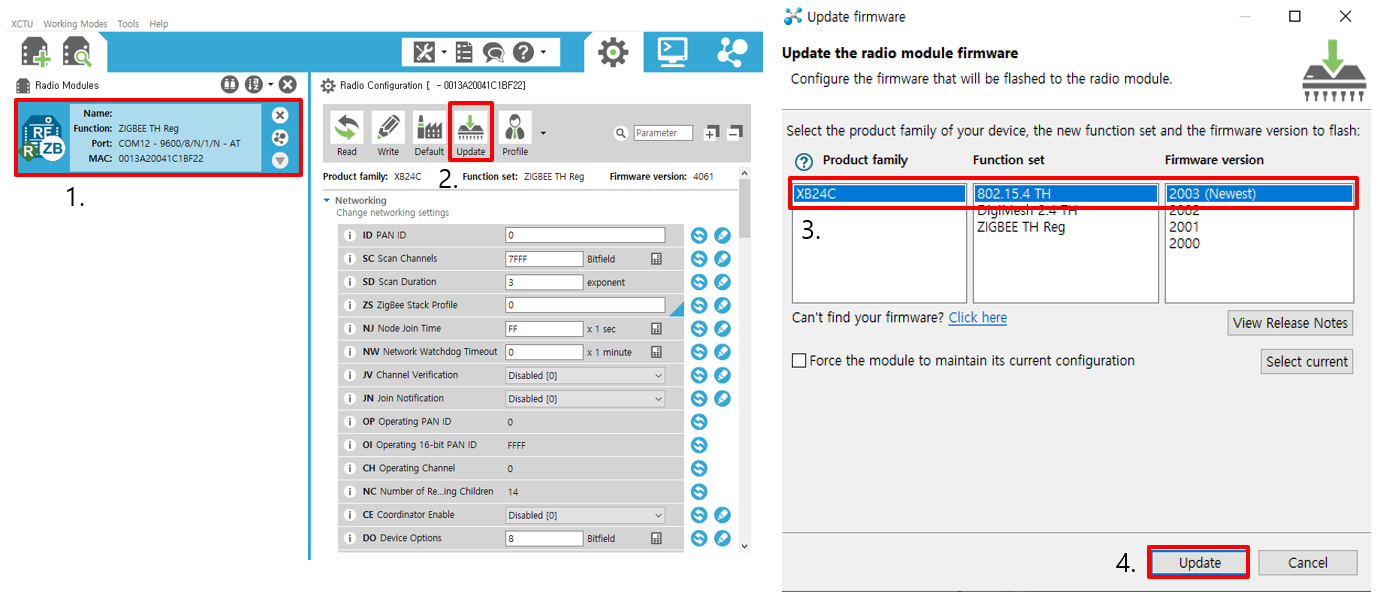 XCTU Working Modes Tools Help
Radio Modules
Name:
Function: ZIGBEE TH Reg
Port: COM12 - 9600/8/N/1/N - AT
MAC: 0013A20041C1BF22
RF
R ZB
1.
Radio Configuration [ - 0013A20041C1BF22]
Read Write Default Update Profile
Parameter
2.
Product family: XB24C Function set: ZIGBEE TH Reg Firmware version: 4061
Networking
Change networking settings
i ID PAN ID 0
i SC Scan Channels 7FFF Bitfield
i SD Scan Duration 3 exponent
i ZS ZigBee Stack Profile 0
i NJ Node Join Time FF x 1 sec
i NW Network Watchdog Timeout 0 x 1 minute
i JV Channel Verification Disabled [0]
i JN Join Notification Disabled [0]
i OP Operating PAN ID 0
i OI Operating 16-bit PAN ID FFFF
i CH Operating Channel 0
i NC Number of Re...ing Children 14
i CE Coordinator Enable Disabled [0]
i DO Device Options 8 Bitfield
Update firmware
Update the radio module firmware
Configure the firmware that will be flashed to the radio module.
Select the product family of your device, the new function set and the firmware version to flash:
? Product family Function set Firmware version
XB24C 802.15.4 TH 2003 (Newest)
DigiMesh 2.4 TH 2002
ZIGBEE TH Reg 2001
2000
3.
Can't find your firmware? Click here
View Release Notes
Force the module to maintain its current configuration
Select current
4.
Update Cancel